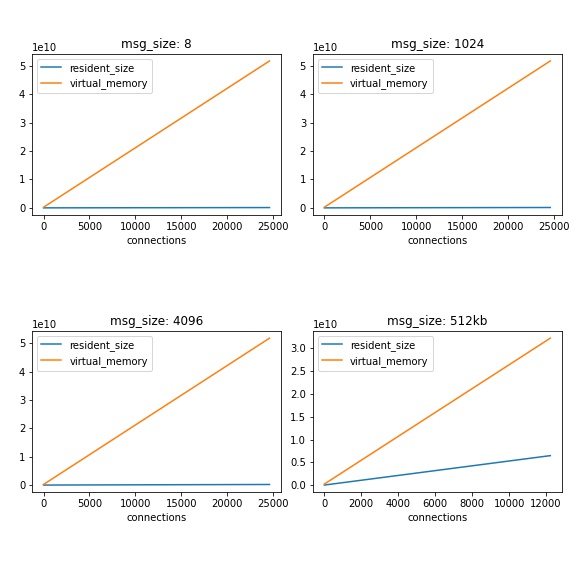 msg_size: 8
1e10
resident_size
virtual_memory
5
4
3
2
1
0
0 5000 10000 15000 20000 25000
connections
msg_size: 1024
1e10
resident_size
virtual_memory
5
4
3
2
1
0
0 5000 10000 15000 20000 25000
connections
msg_size: 4096
1e10
resident_size
virtual_memory
5
4
3
2
1
0
0 5000 10000 15000 20000 25000
connections
msg_size: 512kb
1e10
resident_size
virtual_memory
3.0
2.5
2.0
1.5
1.0
0.5
0.0
0 2000 4000 6000 8000 10000 12000
connections